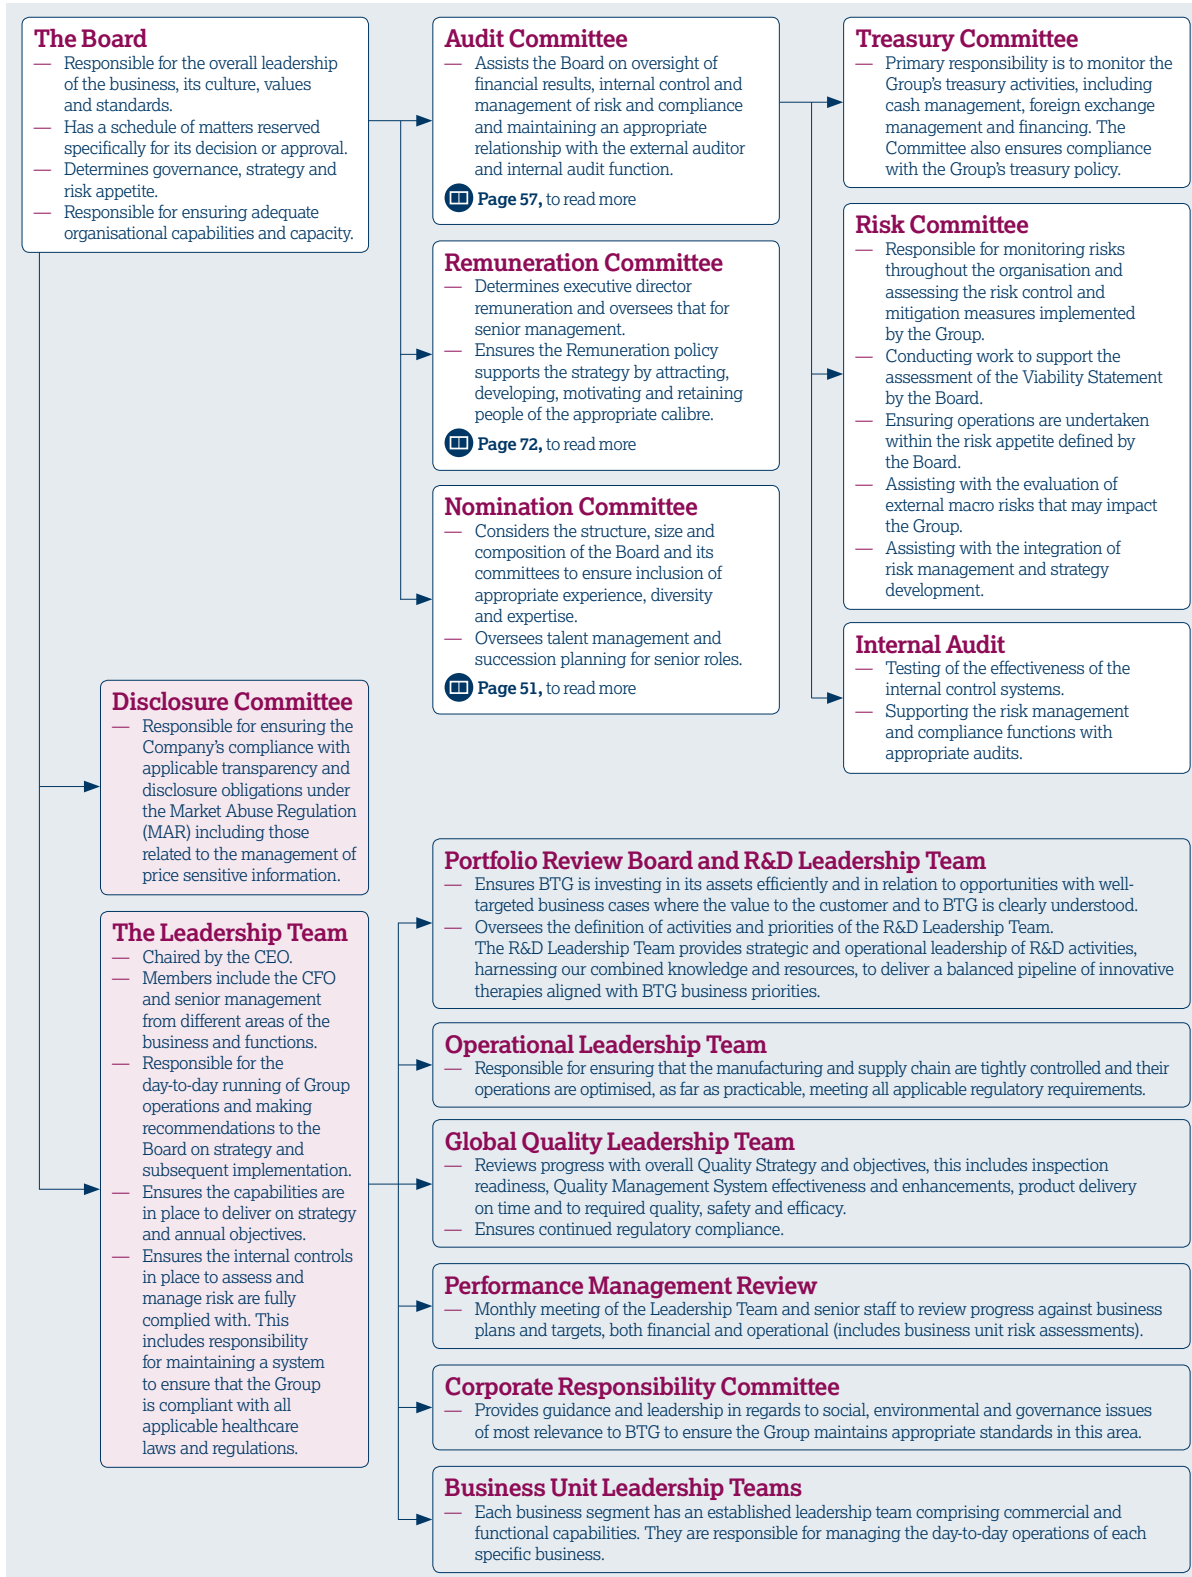 The Board
— Responsible for the overall leadership
of the business, its culture, values
and standards.
— Has a schedule of matters reserved
specifically for its decision or approval.
— Determines governance, strategy and
risk appetite.
— Responsible for ensuring adequate
organisational capabilities and capacity.
Audit Committee
— Assists the Board on oversight of
financial results, internal control and
management of risk and compliance
and maintaining an appropriate
relationship with the external auditor
and internal audit function.
Page 57, to read more
Remuneration Committee
— Determines executive director
remuneration and oversees that for
senior management.
— Ensures the Remuneration policy
supports the strategy by attracting,
developing, motivating and retaining
people of the appropriate calibre.
Page 72, to read more
Nomination Committee
— Considers the structure, size and
composition of the Board and its
committees to ensure inclusion of
appropriate experience, diversity
and expertise.
— Oversees talent management and
succession planning for senior roles.
Page 51, to read more
Treasury Committee
— Primary responsibility is to monitor the
Group's treasury activities, including
cash management, foreign exchange
management and financing. The
Committee also ensures compliance
with the Group's treasury policy.
Risk Committee
— Responsible for monitoring risks
throughout the organisation and
assessing the risk control and
mitigation measures implemented
by the Group.
— Conducting work to support the
assessment of the Viability Statement
by the Board.
— Ensuring operations are undertaken
within the risk appetite defined by
the Board.
— Assisting with the evaluation of
external macro risks that may impact
the Group.
— Assisting with the integration of
risk management and strategy
development.
Internal Audit
— Testing of the effectiveness of the
internal control systems.
— Supporting the risk management
and compliance functions with
appropriate audits.
Disclosure Committee
— Responsible for ensuring the
Company's compliance with
applicable transparency and
disclosure obligations under
the Market Abuse Regulation
(MAR) including those
related to the management of
price sensitive information.
The Leadership Team
— Chaired by the CEO.
— Members include the CFO
and senior management
from different areas of the
business and functions.
— Responsible for the
day-to-day running of Group
operations and making
recommendations to the
Board on strategy and
subsequent implementation.
— Ensures the capabilities are
in place to deliver on strategy
and annual objectives.
— Ensures the internal controls
in place to assess and
manage risk are fully
complied with. This
includes responsibility
for maintaining a system
to ensure that the Group
is compliant with all
applicable healthcare
laws and regulations.
Portfolio Review Board and R&D Leadership Team
— Ensures BTG is investing in its assets efficiently and in relation to opportunities with well-
targeted business cases where the value to the customer and to BTG is clearly understood.
— Oversees the definition of activities and priorities of the R&D Leadership Team.
The R&D Leadership Team provides strategic and operational leadership of R&D activities,
harnessing our combined knowledge and resources, to deliver a balanced pipeline of innovative
therapies aligned with BTG business priorities.
Operational Leadership Team
— Responsible for ensuring that the manufacturing and supply chain are tightly controlled and their
operations are optimised, as far as practicable, meeting all applicable regulatory requirements.
Global Quality Leadership Team
— Reviews progress with overall Quality Strategy and objectives, this includes inspection
readiness, Quality Management System effectiveness and enhancements, product delivery
on time and to required quality, safety and efficacy.
— Ensures continued regulatory compliance.
Performance Management Review
— Monthly meeting of the Leadership Team and senior staff to review progress against business
plans and targets, both financial and operational (includes business unit risk assessments).
Corporate Responsibility Committee
— Provides guidance and leadership in regards to social, environmental and governance issues
of most relevance to BTG to ensure the Group maintains appropriate standards in this area.
Business Unit Leadership Teams
— Each business segment has an established leadership team comprising commercial and
functional capabilities. They are responsible for managing the day-to-day operations of each
specific business.